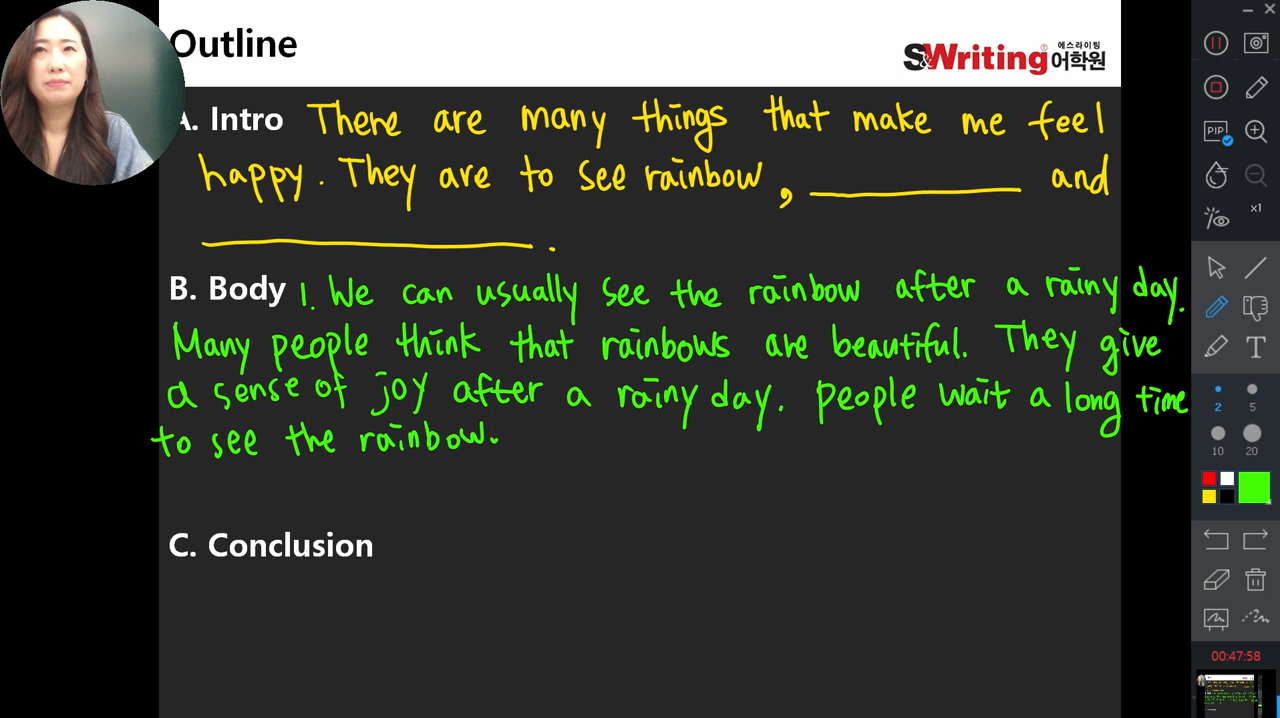 Outline
에스라이팅
S&Writing 어학원
A. Intro There are many things that make me feel
happy. They are to see rainbow, __________ and
__________.
B. Body 1. We can usually see the rainbow after a rainy day.
Many people think that rainbows are beautiful. They give
a sense of joy after a rainy day. people wait a long time
to see the rainbow.
C. Conclusion
PIP
x1
T
2
5
10
20
00:47:58